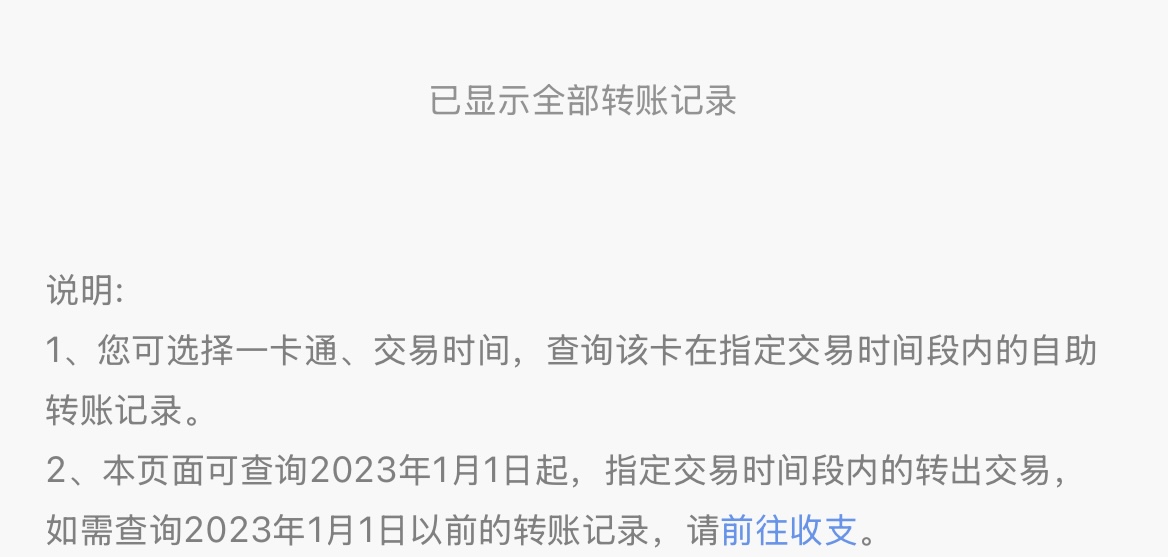 已显示全部转账记录
说明:
1、您可选择一卡通、交易时间，查询该卡在指定交易时间段内的自助
转账记录。
2、本页面可查询2023年1月1日起，指定交易时间段内的转出交易，
如需查询2023年1月1日以前的转账记录，请前往收支。